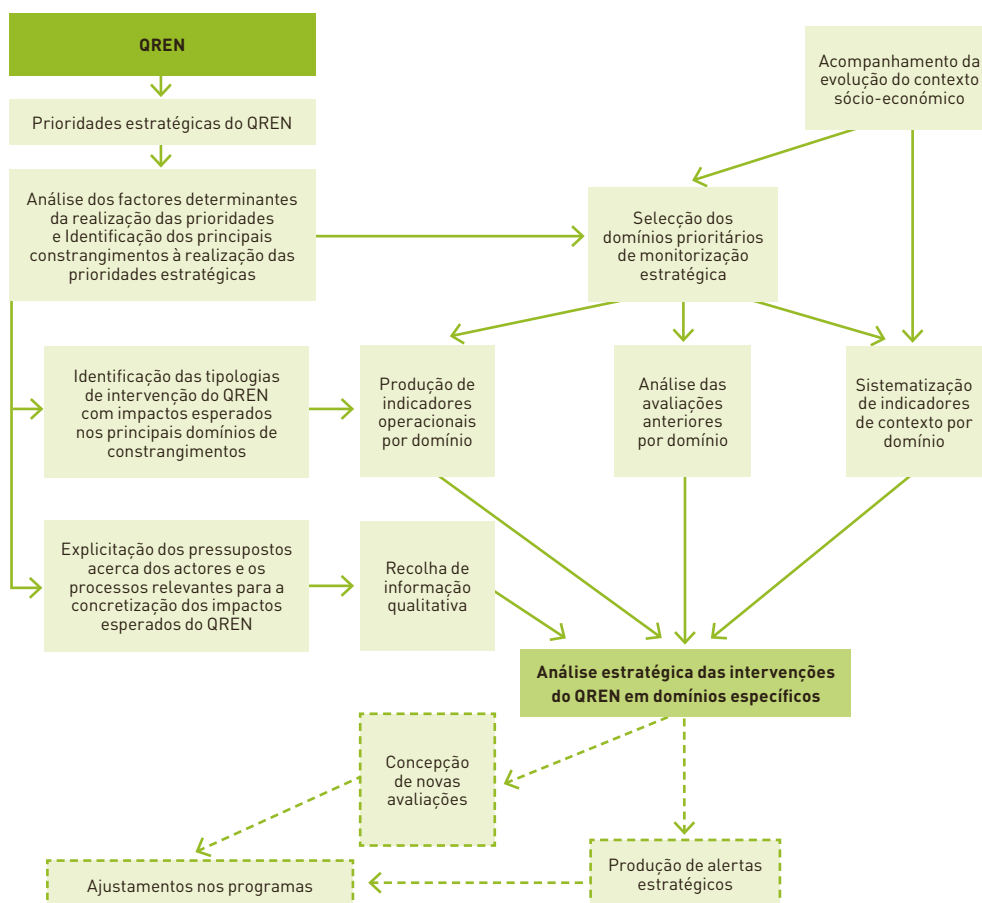 QREN
Acompanhamento da
evolução do contexto
sócio-económico
Prioridades estratégicas do QREN
Análise dos factores determinantes
da realização das prioridades
e Identificação dos principais
constrangimentos à realização das
prioridades estratégicas
Selecção dos
domínios prioritários
de monitorização
estratégica
Identificação das tipologias
de intervenção do QREN
com impactos esperados
nos principais domínios de
constrangimentos
Produção de
indicadores
operacionais
por domínio
Análise das
avaliações
anteriores
por domínio
Sistematização
de indicadores
de contexto por
domínio
Explicitação dos pressupostos
acerca dos actores e os
processos relevantes para a
concretização dos impactos
esperados do QREN
Recolha de
informação
qualitativa
Análise estratégica das intervenções
do QREN em domínios específicos
Concepção
de novas
avaliações
Ajustamentos nos programas
Produção de alertas
estratégicos